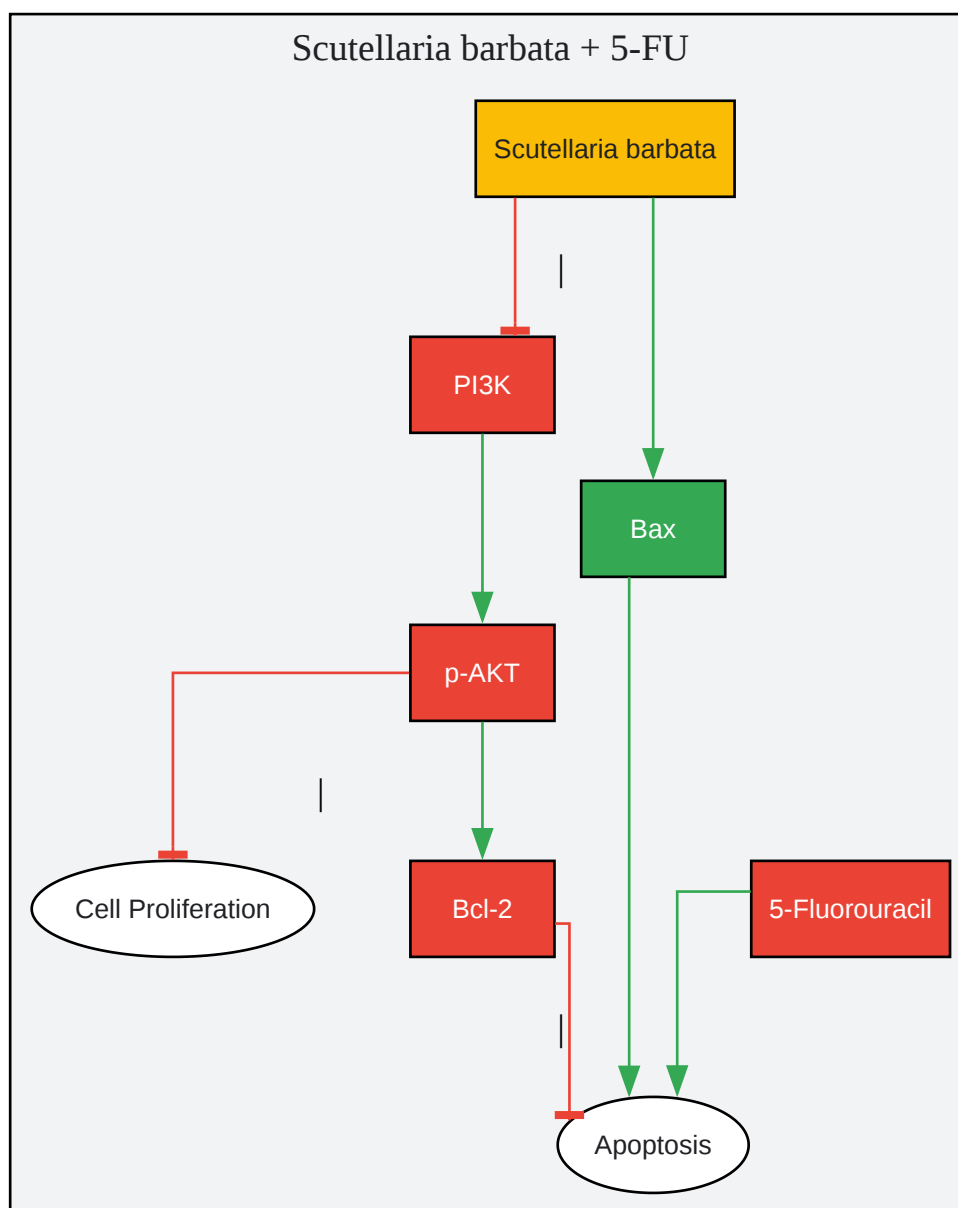 Scutellaria barbata + 5-FU
Scutellaria barbata
|
PI3K
Bax
p-AKT
|
Cell Proliferation
Bcl-2
5-Fluorouracil
|
Apoptosis